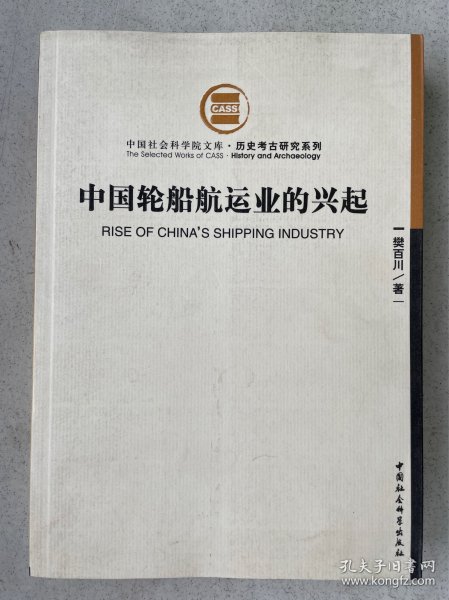 CASS
中国社会科学院文库·历史考古研究系列
The Selected Works of CASS · History and Archaeology
中国轮船航运业的兴起
RISE OF CHINA'S SHIPPING INDUSTRY
樊百川/著
中国社会科学出版社
孔夫子旧书网
www.kongfz.com